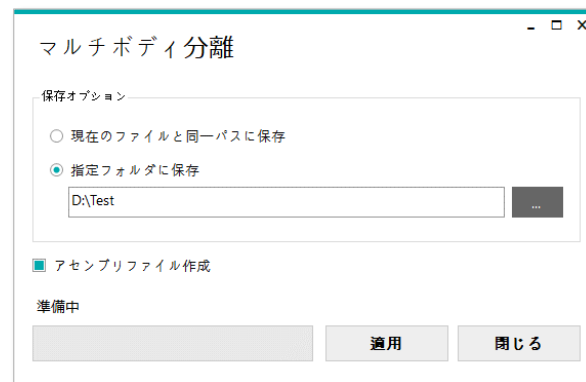 マルチボディ分離
保存オプション
現在のファイルと同一パスに保存
指定フォルダに保存
D:\Test
...
アセンブリファイル作成
準備中
適用
閉じる